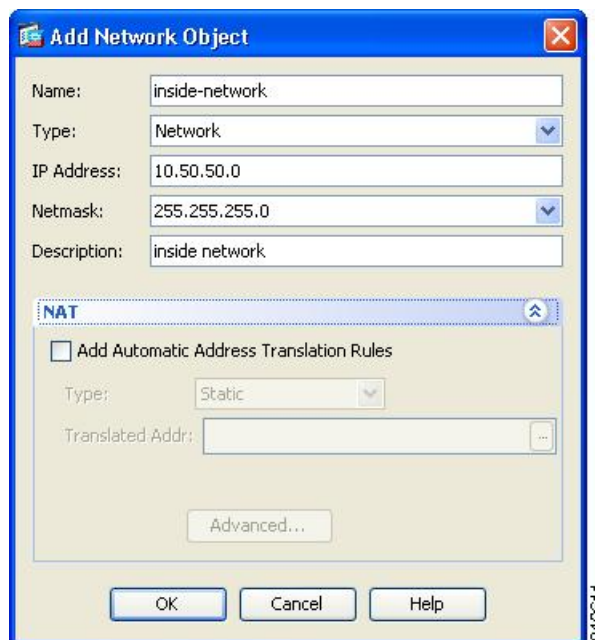 Add Network Object
Name: inside-network
Type: Network
IP Address: 10.50.50.0
Netmask: 255.255.255.0
Description: inside network
NAT
Add Automatic Address Translation Rules
Type: Static
Translated Addr: ...
Advanced...
OK Cancel Help